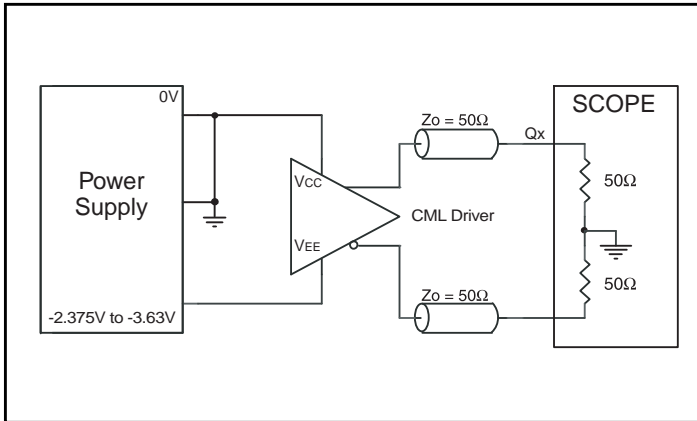 0V
Power
Supply
-2.375V to -3.63V
VCC
VEE
CML Driver
Zo = 50Ω
Qx
Zo = 50Ω
SCOPE
50Ω
50Ω